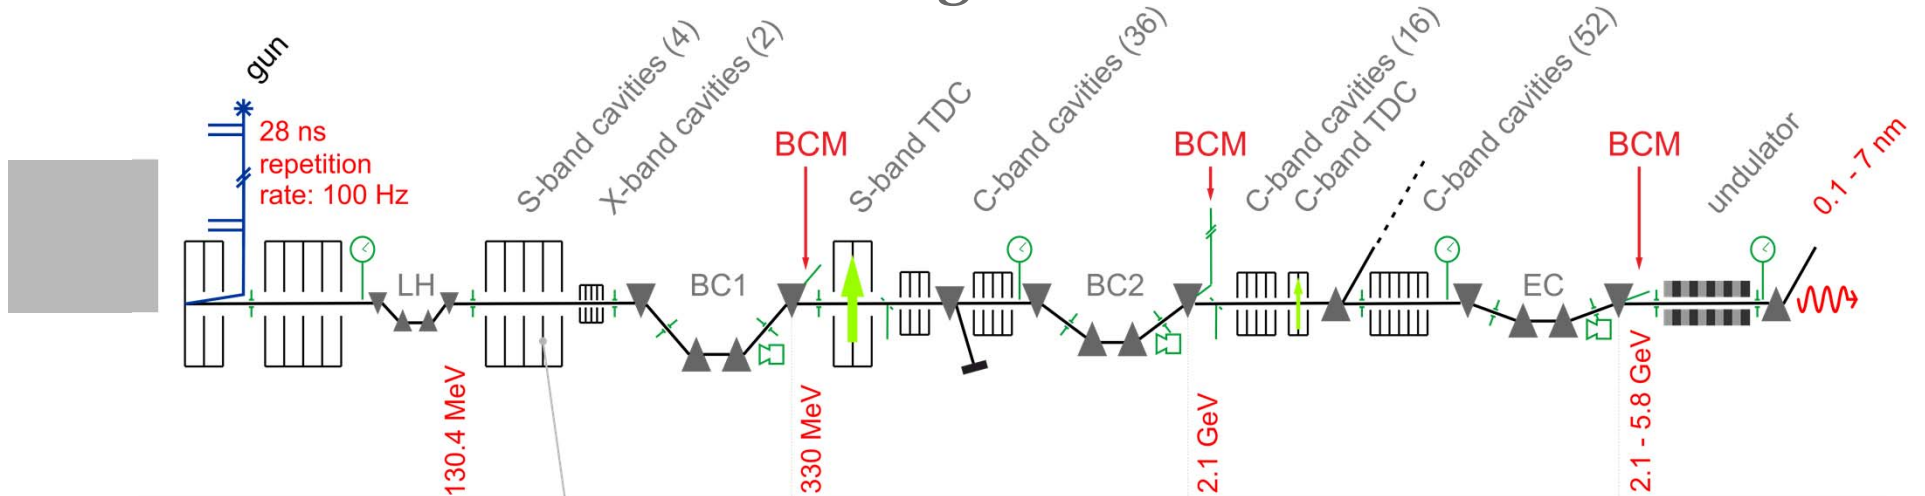 g
gun
28 ns
repetition
rate: 100 Hz
S-band cavities (4)
X-band cavities (2)
BCM
S-band TDC
C-band cavities (36)
BCM
C-band cavities (16)
C-band TDC
C-band cavities (52)
BCM
undulator
0.1 - 7 nm
LH
BC1
BC2
EC
130.4 MeV
330 MeV
2.1 GeV
2.1 - 5.8 GeV